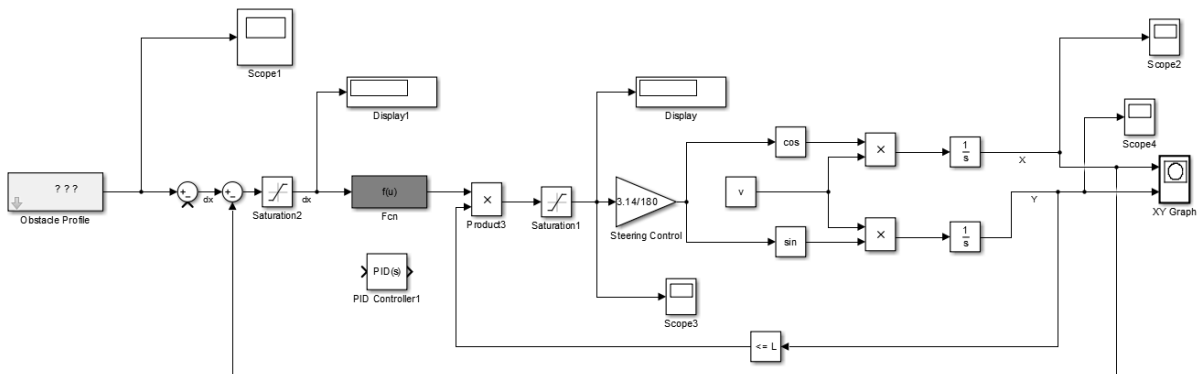 Scope1
Scope2
Display1
Display
Scope4
cos
×
1
s
X
? ? ?
Obstacle Profile
+
−
dx
+
−
Saturation2
dx
f(u)
Fcn
×
Product3
Saturation1
3.14/180
Steering Control
v
Y
XY Graph
sin
×
1
s
PID(s)
PID Controller1
Scope3
<= L